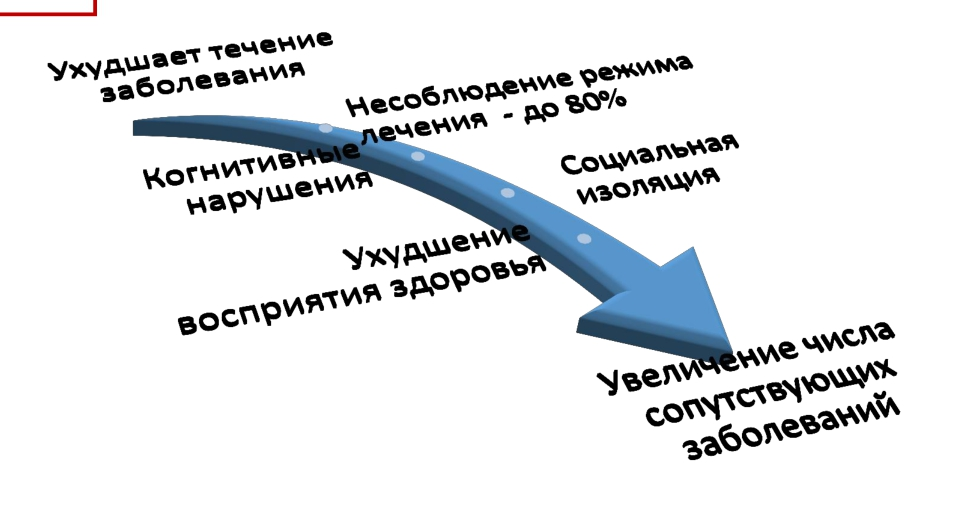 Ухудшает течение
заболевания
Когнитивные
нарушения
Несоблюдение режима
лечения - до 80%
Ухудшение
восприятия здоровья
Социальная
изоляция
Увеличение числа
сопутствующих
заболеваний